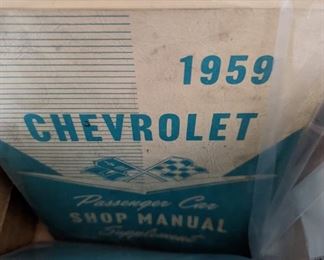 1959
CHEVROLET
Passenger Car
SHOP MANUAL
Supplement